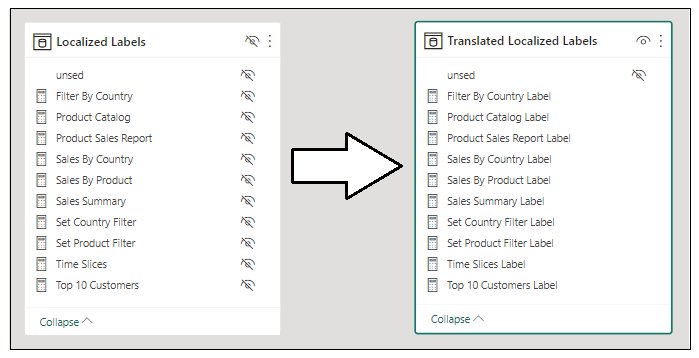 Localized Labels
unsed
Filter By Country
Product Catalog
Product Sales Report
Sales By Country
Sales By Product
Sales Summary
Set Country Filter
Set Product Filter
Time Slices
Top 10 Customers
Collapse
Translated Localized Labels
unsed
Filter By Country Label
Product Catalog Label
Product Sales Report Label
Sales By Country Label
Sales By Product Label
Sales Summary Label
Set Country Filter Label
Set Product Filter Label
Time Slices Label
Top 10 Customers Label
Collapse